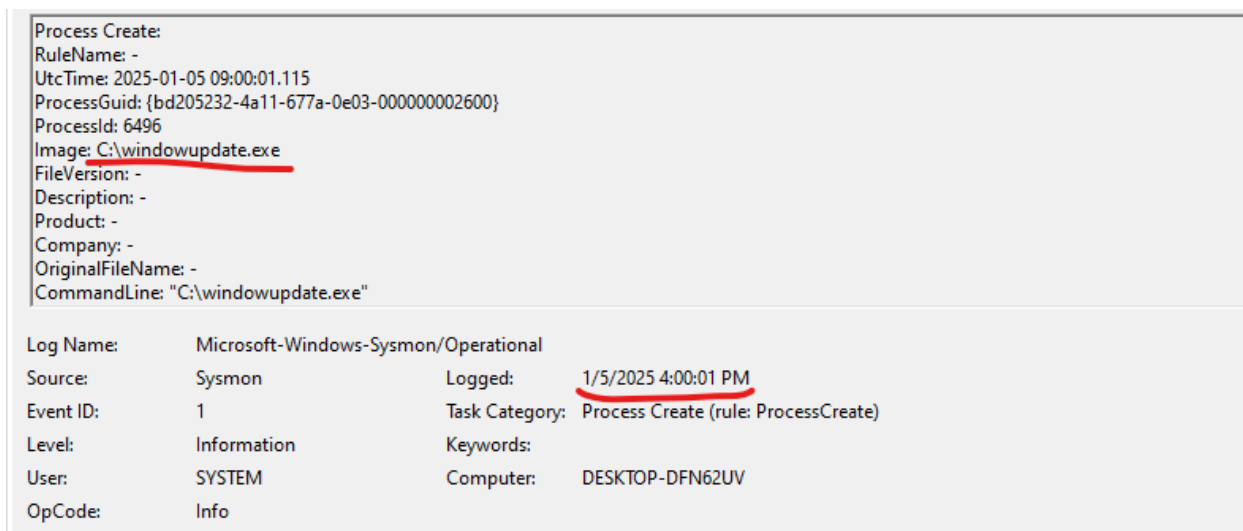 Process Create:
RuleName: -
UtcTime: 2025-01-05 09:00:01.115
ProcessGuid: {bd205232-4a11-677a-0e03-000000002600}
ProcessId: 6496
Image: C:\windowupdate.exe
FileVersion: -
Description: -
Product: -
Company: -
OriginalFileName: -
CommandLine: "C:\windowupdate.exe"
Log Name: Microsoft-Windows-Sysmon/Operational
Source: Sysmon Logged: 1/5/2025 4:00:01 PM
Event ID: 1 Task Category: Process Create (rule: ProcessCreate)
Level: Information Keywords:
User: SYSTEM Computer: DESKTOP-DFN62UV
OpCode: Info